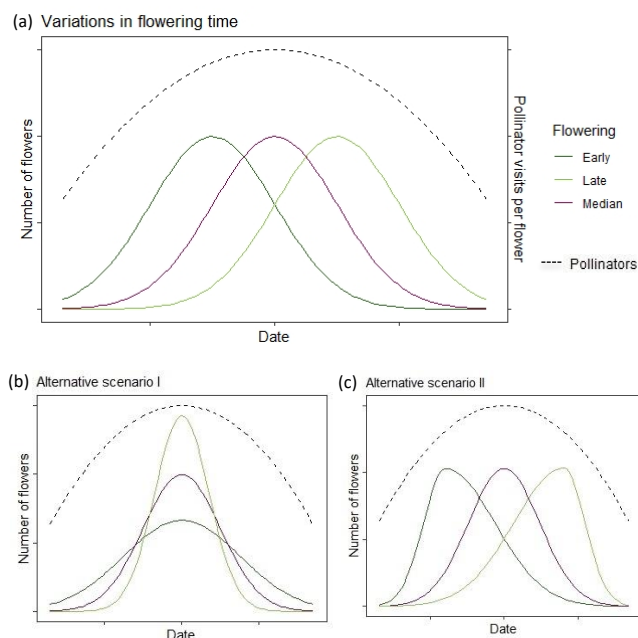 (a) Variations in flowering time
Number of flowers
Pollinator visits per flower
Date
Flowering
Early
Late
Median
Pollinators
(b) Alternative scenario I
Number of flowers
Date
(c) Alternative scenario II
Number of flowers
Date